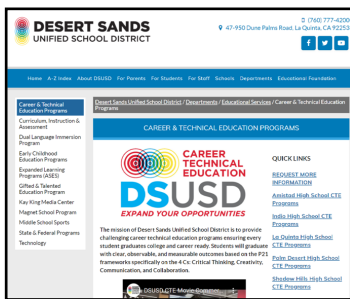 DESERT SANDS
UNIFIED SCHOOL DISTRICT
(760) 777-4200
47-950 Dune Palms Road, La Quinta, CA 92253
Home A-Z Index About DSUSD For Parents For Students For Staff Schools Departments Educational Foundation
Career & Technical
Education Programs
Curriculum, Instruction &
Assessment
Dual Language Immersion
Program
Early Childhood
Education Programs
Expanded Learning
Programs (ASES)
Gifted & Talented
Education Program
Kay King Media Center
Magnet School Program
Middle School Sports
State & Federal Programs
Technology
Desert Sands Unified School District / Departments / Educational Services / Career & Technical Education
Programs
CAREER & TECHNICAL EDUCATION PROGRAMS
CAREER
TECHNICAL
EDUCATION
DSUSD
EXPAND YOUR OPPORTUNITIES
The mission of Desert Sands Unified School District is to provide
challenging career technical education programs ensuring every
student graduates college and career ready. Students will graduate
with clear, observable, and measurable outcomes based on the P21
frameworks specifically on the 4 Cs: Critical Thinking, Creativity,
Communication, and Collaboration.
DSUSD CTE Movie Commer...
QUICK LINKS
REQUEST MORE
INFORMATION
Amistad High School CTE
Programs
Indio High School CTE
Programs
La Quinta High School
CTE Programs
Palm Desert High School
CTE Programs
Shadow Hills High School
CTE Programs